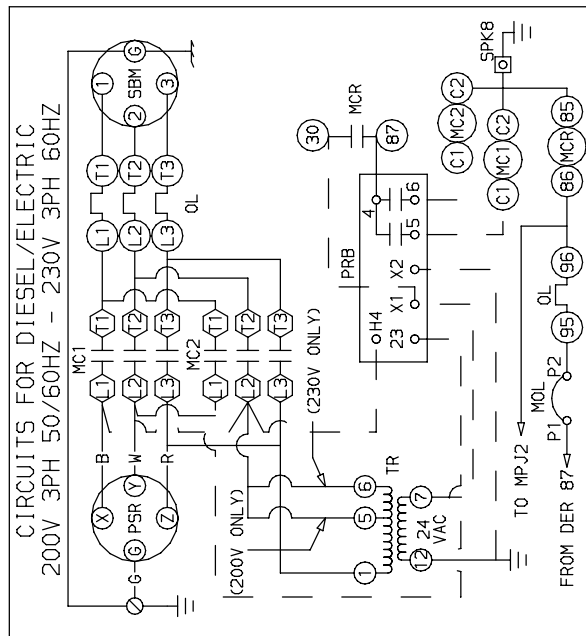 CIRCUITS FOR DIESEL/ELECTRIC
200V 3PH 50/60HZ - 230V 3PH 60HZ
G
G
PSR
X
Y
Z
B
W
R
MC1
L1
L2
L3
T1
T2
T3
MC2
L1
L2
L3
T1
T2
T3
L1
L2
L3
OL
T1
T2
T3
1
2
3
SBM
G
(200V ONLY)
(230V ONLY)
1
5
6
TR
12
24
VAC
7
PRB
H4
23
X1
X2
4
5
6
30
MCR
87
C1
MC2
C2
C1
MC1
C2
SPK8
86
MCR
85
TO MPJ2
FROM DER 87
P1
MOL
P2
95
OL
96